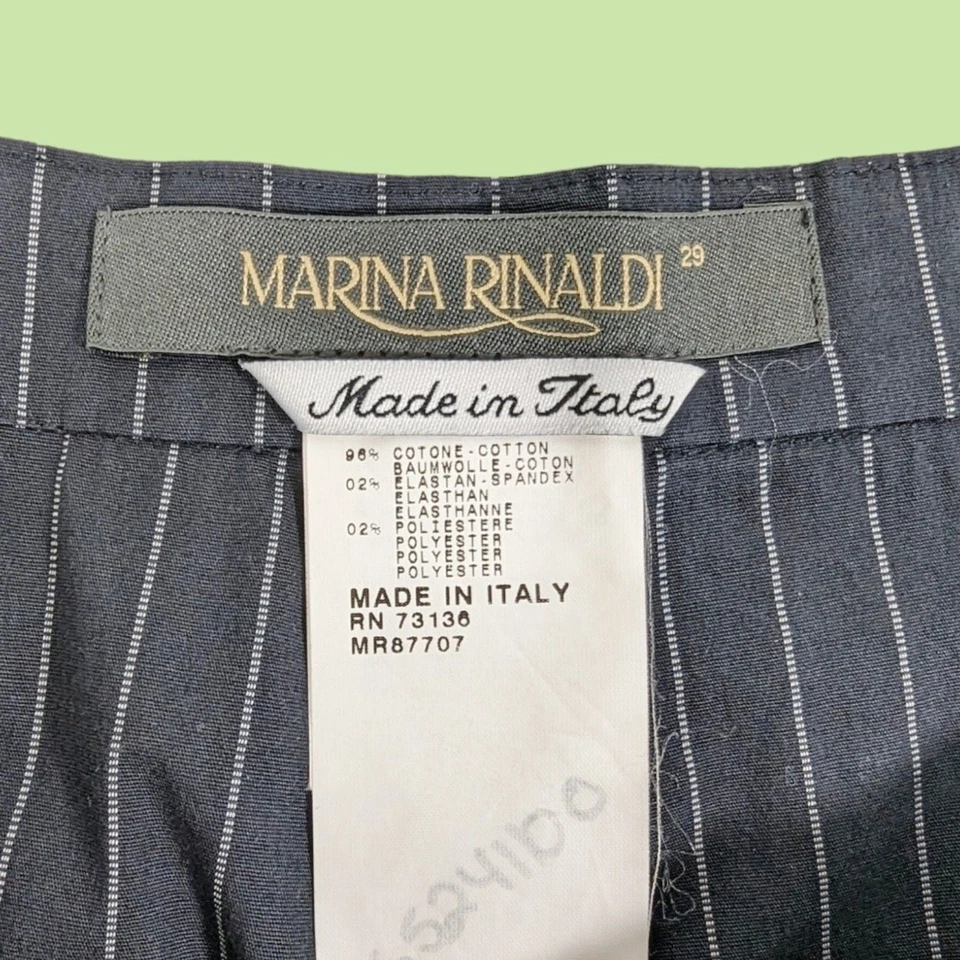 MARINA RINALDI 29
Made in Italy
96% COTONE-COTTON
BAUMWOLLE-COTON
02% ELASTAN-SPANDEX
ELASTHAN
ELASTHANNE
02% POLIESTERE
POLYESTER
POLYESTER
POLYESTER
MADE IN ITALY
RN 73136
MR87707